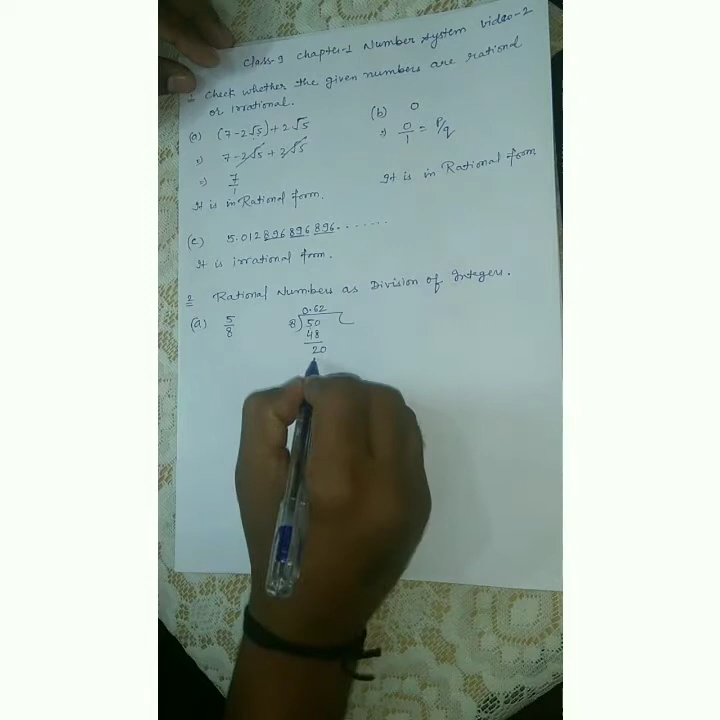 Class-9 Chapter-1 Number System Video-2
1 Check whether the given numbers are rational
or Irrational.
(a) (7-2√5)+2√5
⇒ 7-2√5+2√5
⇒ 7/1
It is in Rational form.
(b) 0
⇒ 0/1 = P/q
It is in Rational form
(c) 5.012896896896.......
It is irrational form.
2 Rational Numbers as Division of Integers.
(a) 5/8
0.62
8)50
48
20